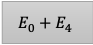 E₀ + E₄